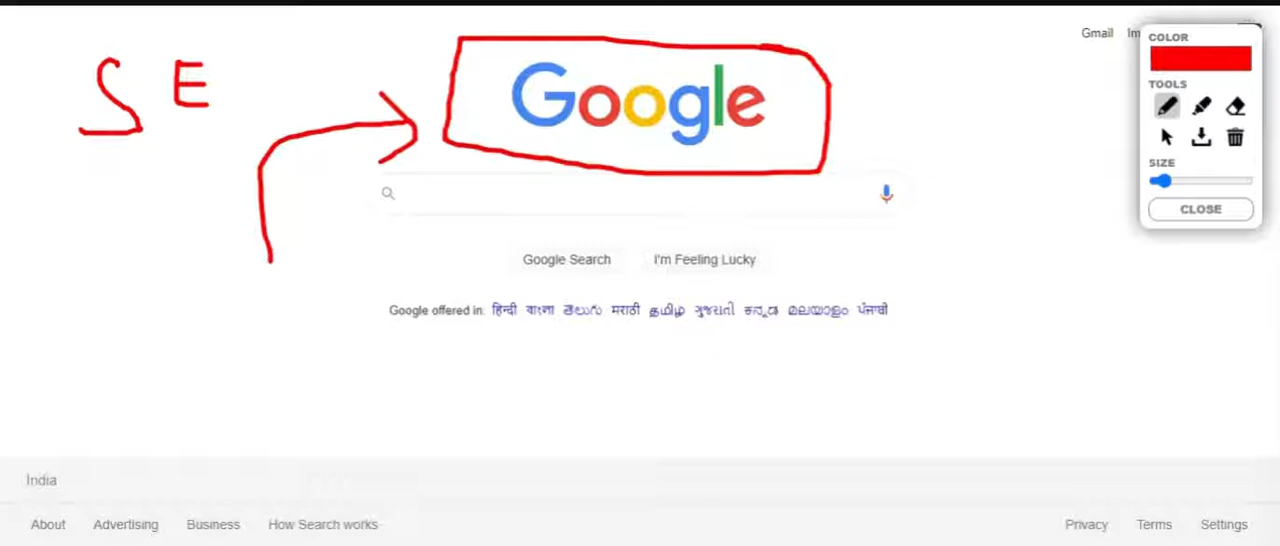 Gmail
COLOR
S E
Google
TOOLS
SIZE
CLOSE
Google Search I'm Feeling Lucky
Google offered in: हिन्दी বাংলা తెలుగు मराठी தமிழ் ગુજરાતી ಕನ್ನಡ മലയാളം ਪੰਜਾਬੀ
India
About Advertising Business How Search works Privacy Terms Settings